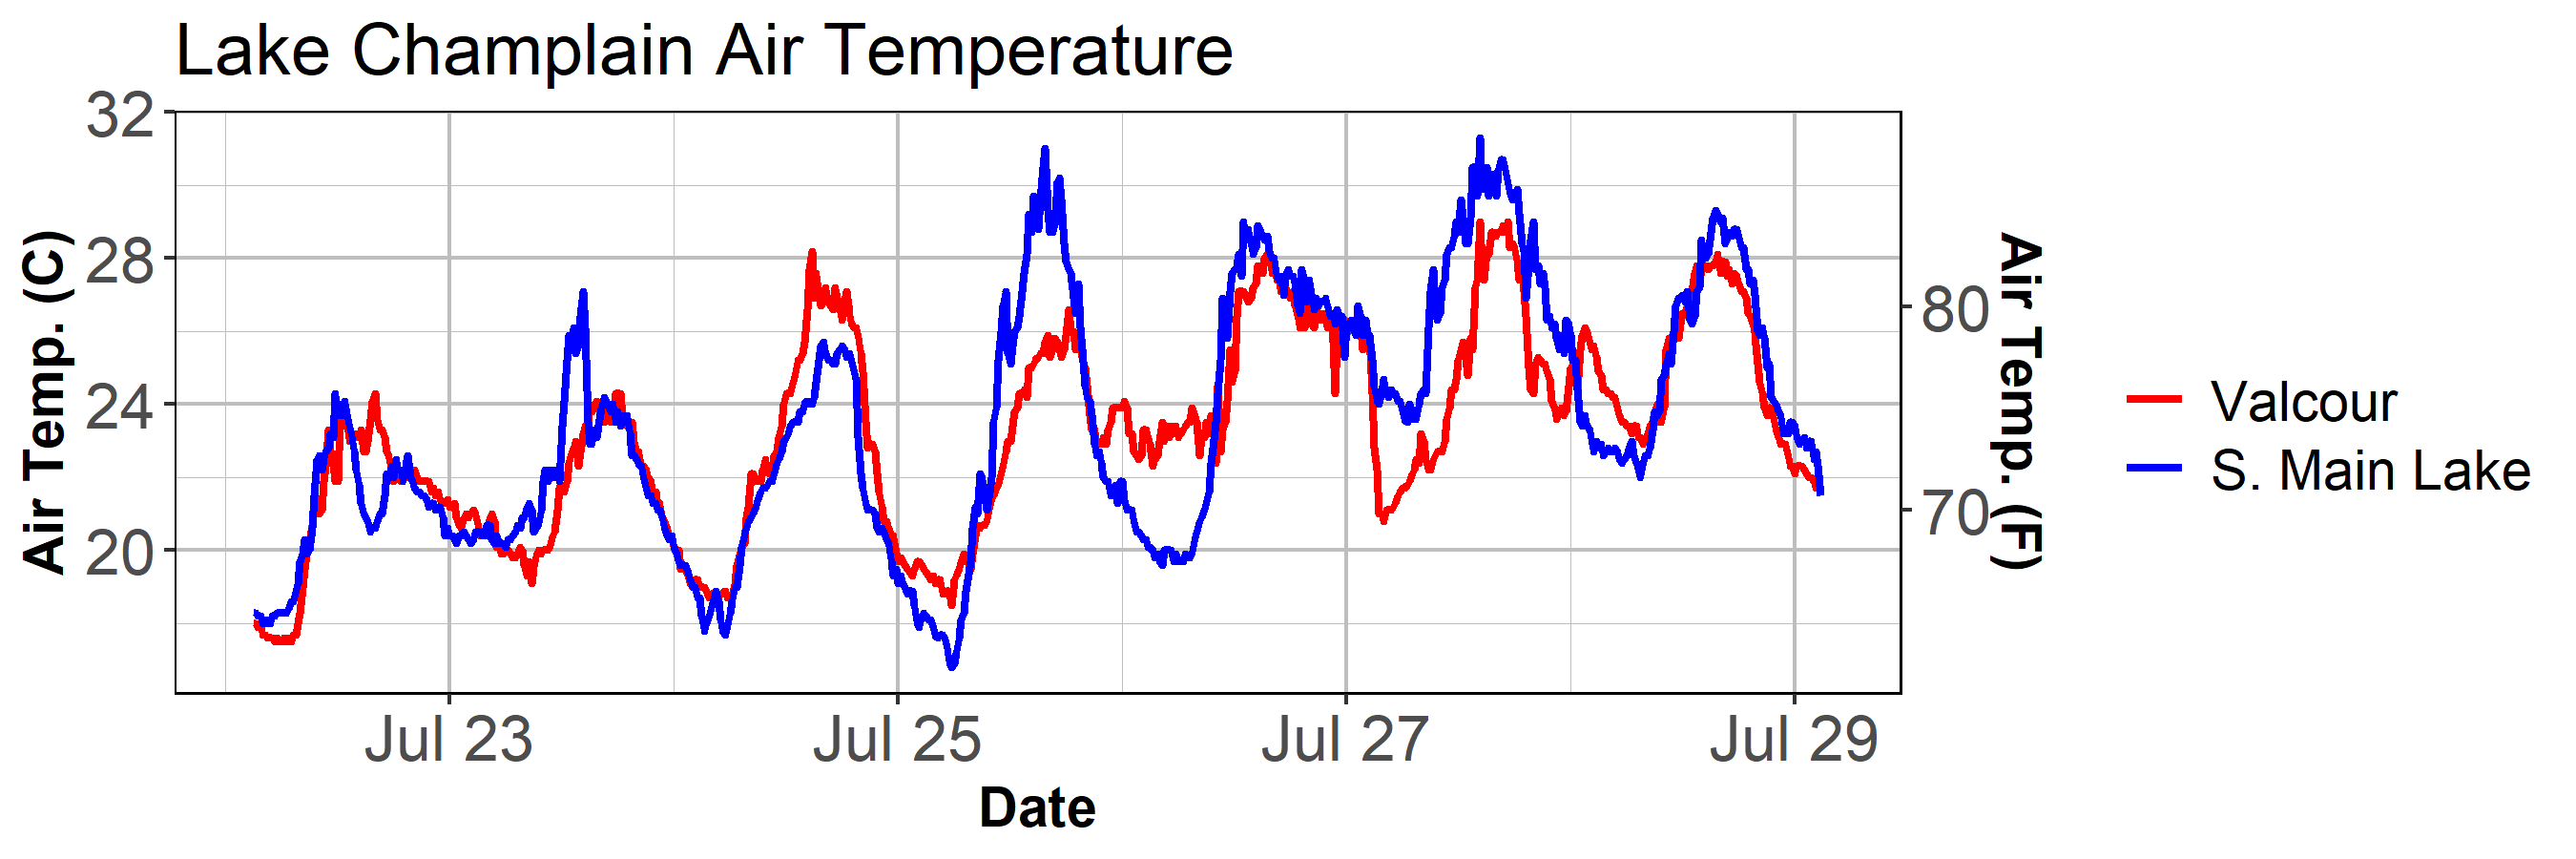 Lake Champlain Air Temperature
32
28
24
20
Air Temp. (C)
80
70
Air Temp. (F)
Jul 23
Jul 25
Jul 27
Jul 29
Date
Valcour
S. Main Lake